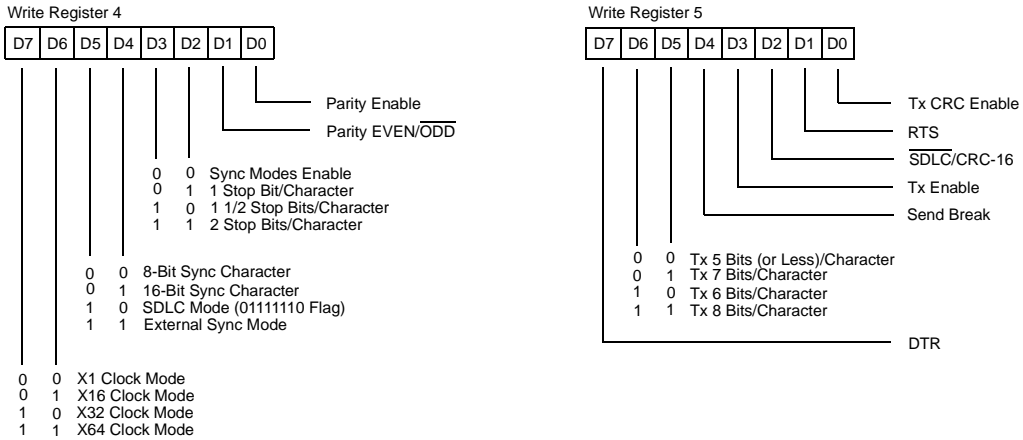 Write Register 4
D7 D6 D5 D4 D3 D2 D1 D0
Parity Enable
Parity EVEN/ODD
0 0 Sync Modes Enable
0 1 1 Stop Bit/Character
1 0 1 1/2 Stop Bits/Character
1 1 2 Stop Bits/Character
0 0 8-Bit Sync Character
0 1 16-Bit Sync Character
1 0 SDLC Mode (01111110 Flag)
1 1 External Sync Mode
0 0 X1 Clock Mode
0 1 X16 Clock Mode
1 0 X32 Clock Mode
1 1 X64 Clock Mode
Write Register 5
D7 D6 D5 D4 D3 D2 D1 D0
Tx CRC Enable
RTS
SDLC/CRC-16
Tx Enable
Send Break
0 0 Tx 5 Bits (or Less)/Character
0 1 Tx 7 Bits/Character
1 0 Tx 6 Bits/Character
1 1 Tx 8 Bits/Character
DTR